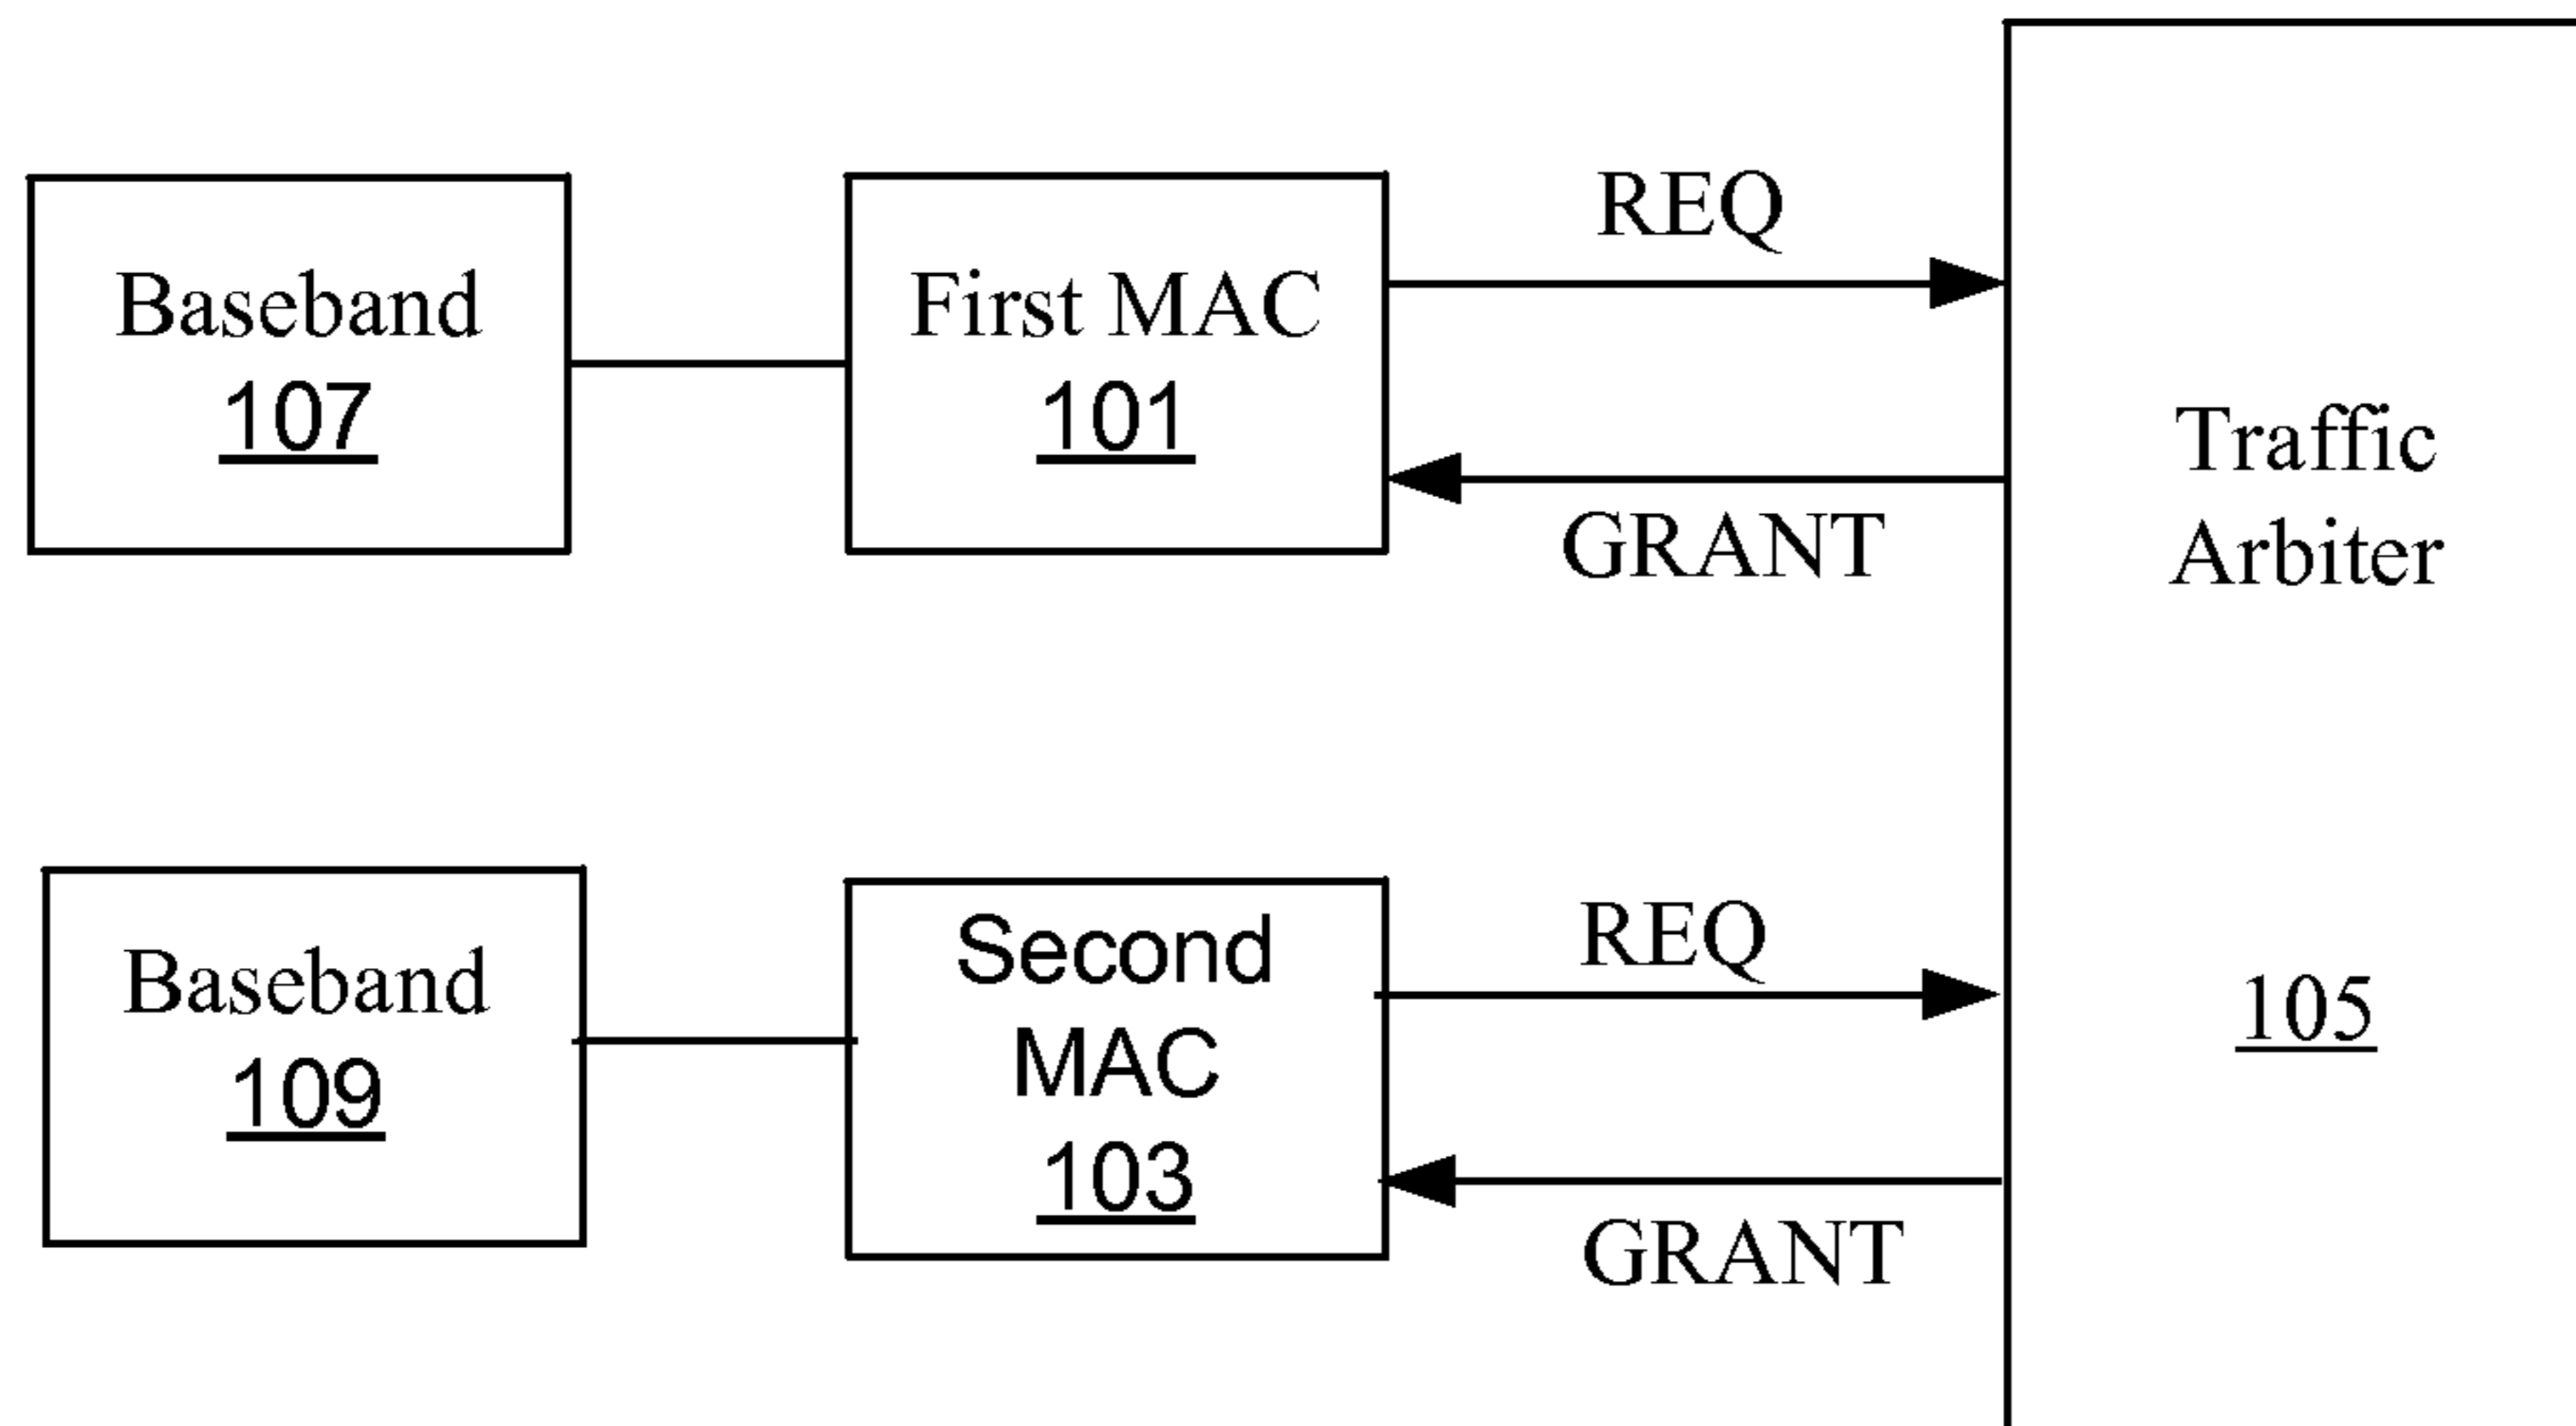 Baseband
107
First MAC
101
REQ
GRANT
Traffic
Arbiter
105
Baseband
109
Second
MAC
103
REQ
GRANT